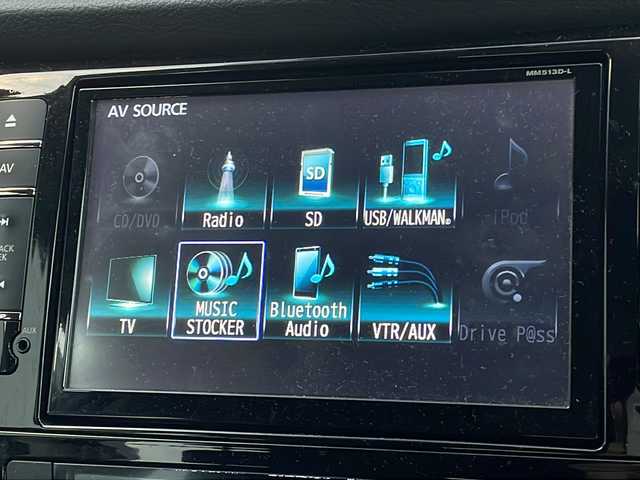 MM513D-L
AV SOURCE
CD/DVD
Radio
SD
SD
USB/WALKMAN®
iPod
TV
MUSIC
STOCKER
Bluetooth
Audio
VTR/AUX
Drive P@ss
AV
AUX